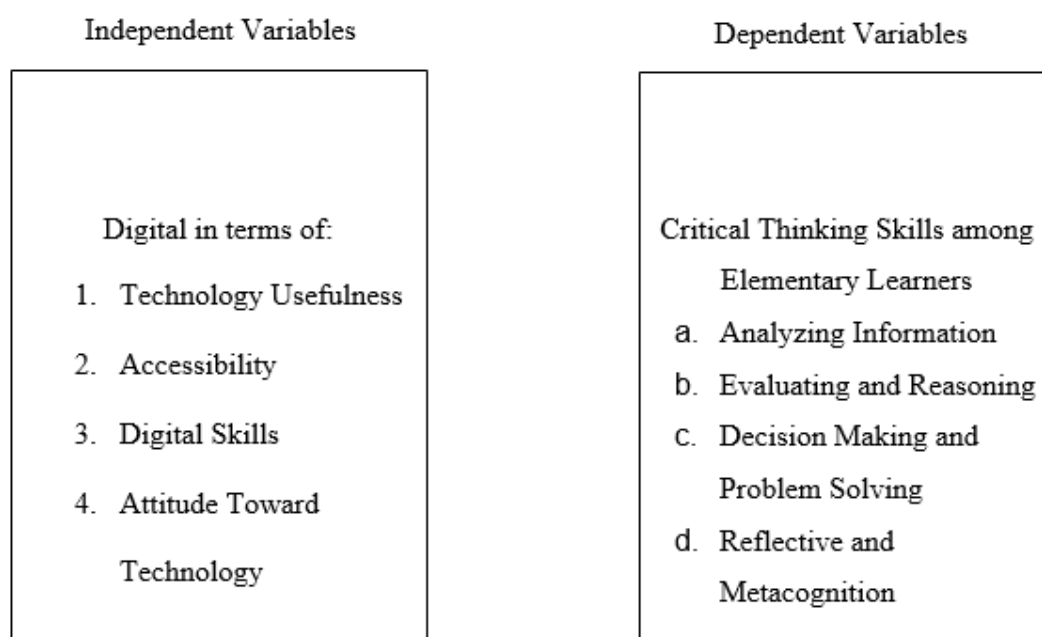 Independent Variables
Digital in terms of:
1. Technology Usefulness
2. Accessibility
3. Digital Skills
4. Attitude Toward
Technology
Dependent Variables
Critical Thinking Skills among
Elementary Learners
a. Analyzing Information
b. Evaluating and Reasoning
c. Decision Making and
Problem Solving
d. Reflective and
Metacognition